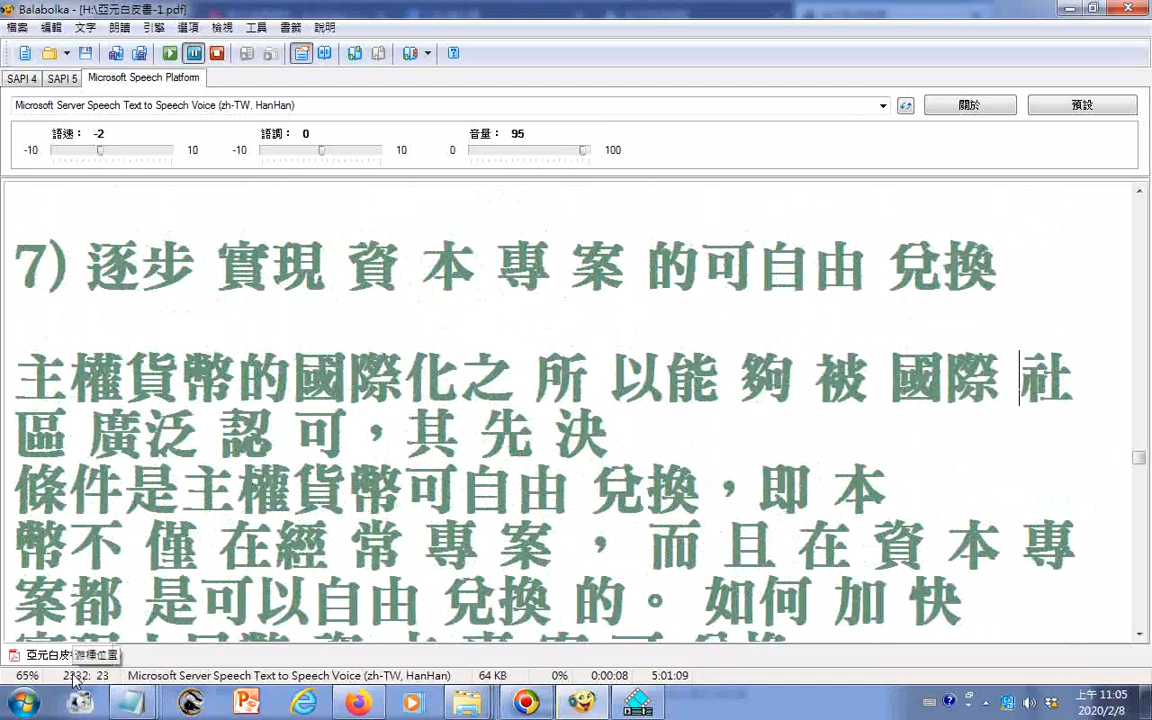 Balabolka - [H:\亞元白皮書-1.pdf]
檔案 編輯 文字 朗讀 引擎 選項 檢視 工具 書籤 說明
SAPI 4 SAPI 5 Microsoft Speech Platform
Microsoft Server Speech Text to Speech Voice (zh-TW, HanHan) 關於 預設
語速： -2 語調： 0 音量： 95
-10 10 -10 10 0 100
7) 逐步 實現 資 本 專 案 的可自由 兌換
主權貨幣的國際化之 所 以能 夠 被 國際 社
區 廣泛 認 可，其 先 決
條件是主權貨幣可自由 兌換，即 本
幣不 僅 在經 常 專 案 ， 而 且 在 資 本 專
案都 是可以自由 兌換 的。 如何 加 快
亞元白皮 游標位置
65% 2332: 23 Microsoft Server Speech Text to Speech Voice (zh-TW, HanHan) 64 KB 0% 0:00:08 5:01:09
上午 11:05
2020/2/8